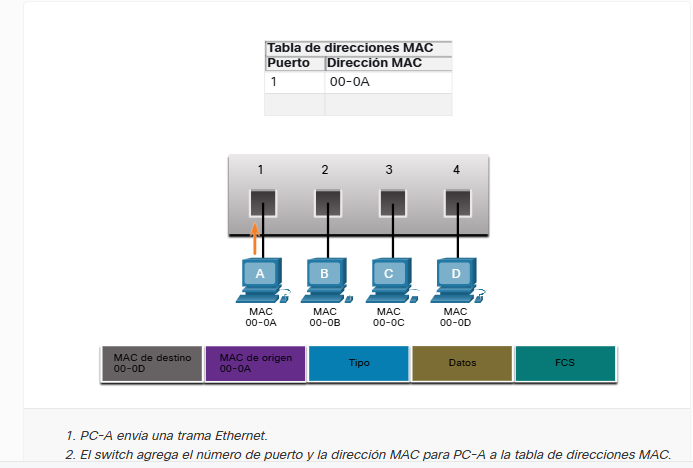 Tabla de direcciones MAC
Puerto Dirección MAC
1 00-0A
1 2 3 4
A B C D
MAC MAC MAC MAC
00-0A 00-0B 00-0C 00-0D
MAC de destino MAC de origen Tipo Datos FCS
00-0D 00-0A
1. PC-A envía una trama Ethernet.
2. El switch agrega el número de puerto y la dirección MAC para PC-A a la tabla de direcciones MAC.